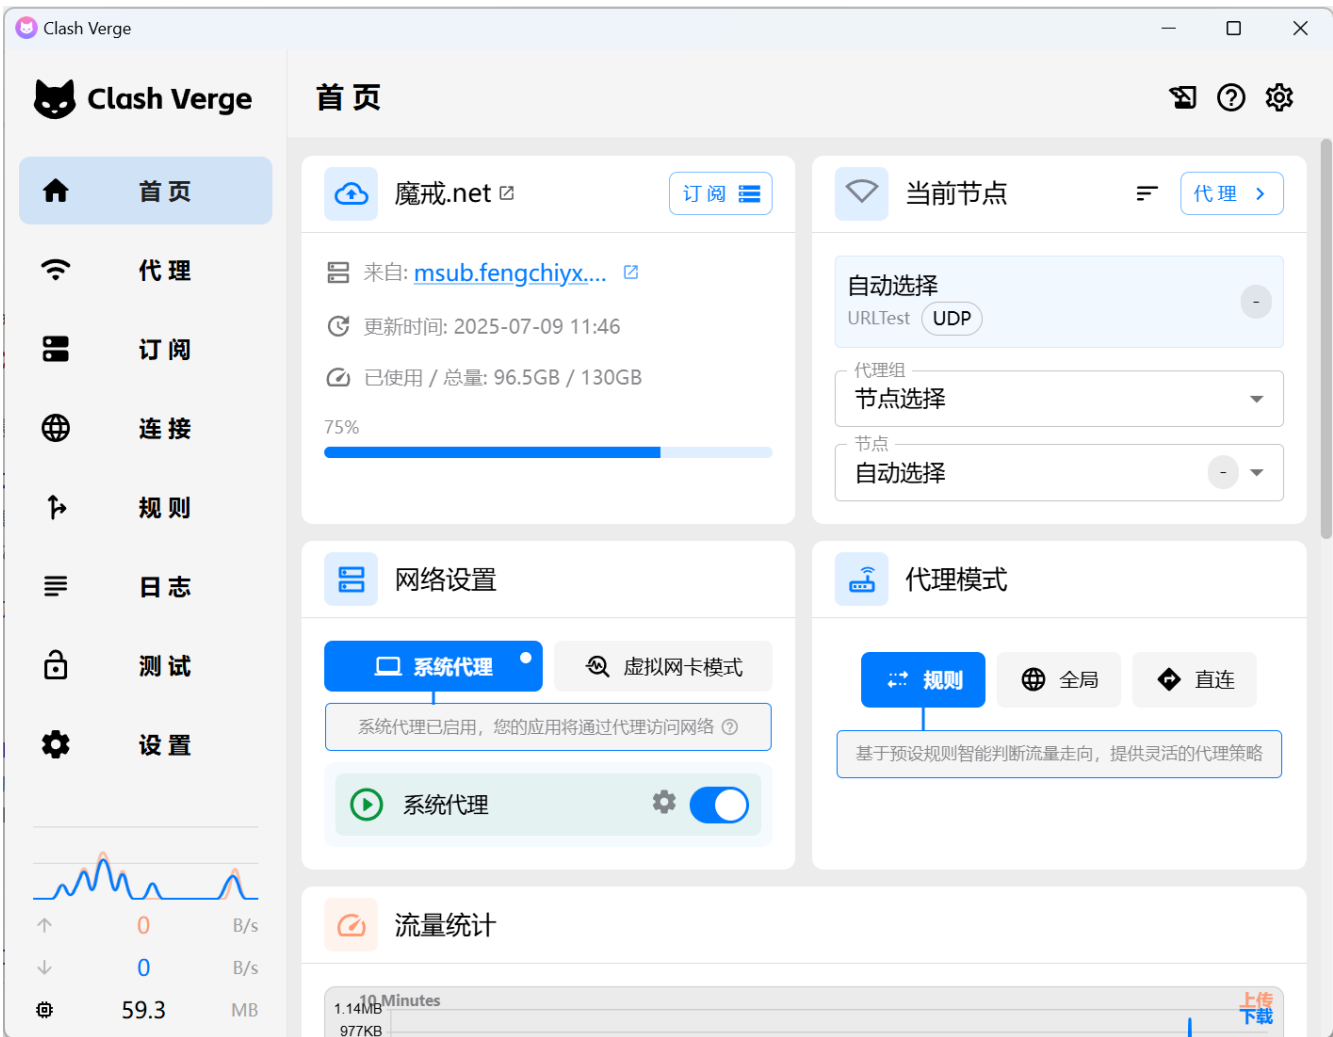 Clash Verge
Clash Verge
首 页
首 页
代 理
订 阅
连 接
规 则
日 志
测 试
设 置
0 B/s
0 B/s
59.3 MB
魔戒.net
订 阅
来自: msub.fengchiyx....
更新时间: 2025-07-09 11:46
已使用 / 总量: 96.5GB / 130GB
75%
当前节点
代 理
自动选择
-
URLTest UDP
代理组
节点选择
节点
自动选择 -
网络设置
系统代理 虚拟网卡模式
系统代理已启用，您的应用将通过代理访问网络
系统代理
代理模式
规则 全局 直连
基于预设规则智能判断流量走向，提供灵活的代理策略
流量统计
10 Minutes
1.14MB
977KB
上传
下载